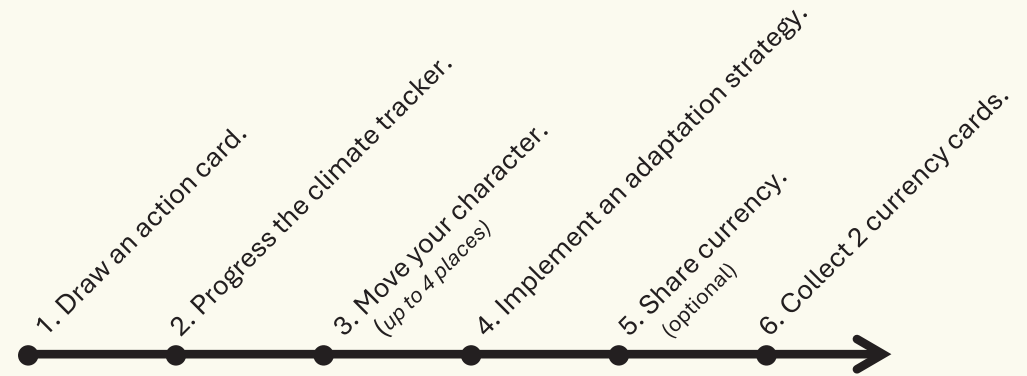 1. Draw an action card.
2. Progress the climate tracker.
3. Move your character.
(up to 4 places)
4. Implement an adaptation strategy.
5. Share currency.
(optional)
6. Collect 2 currency cards.